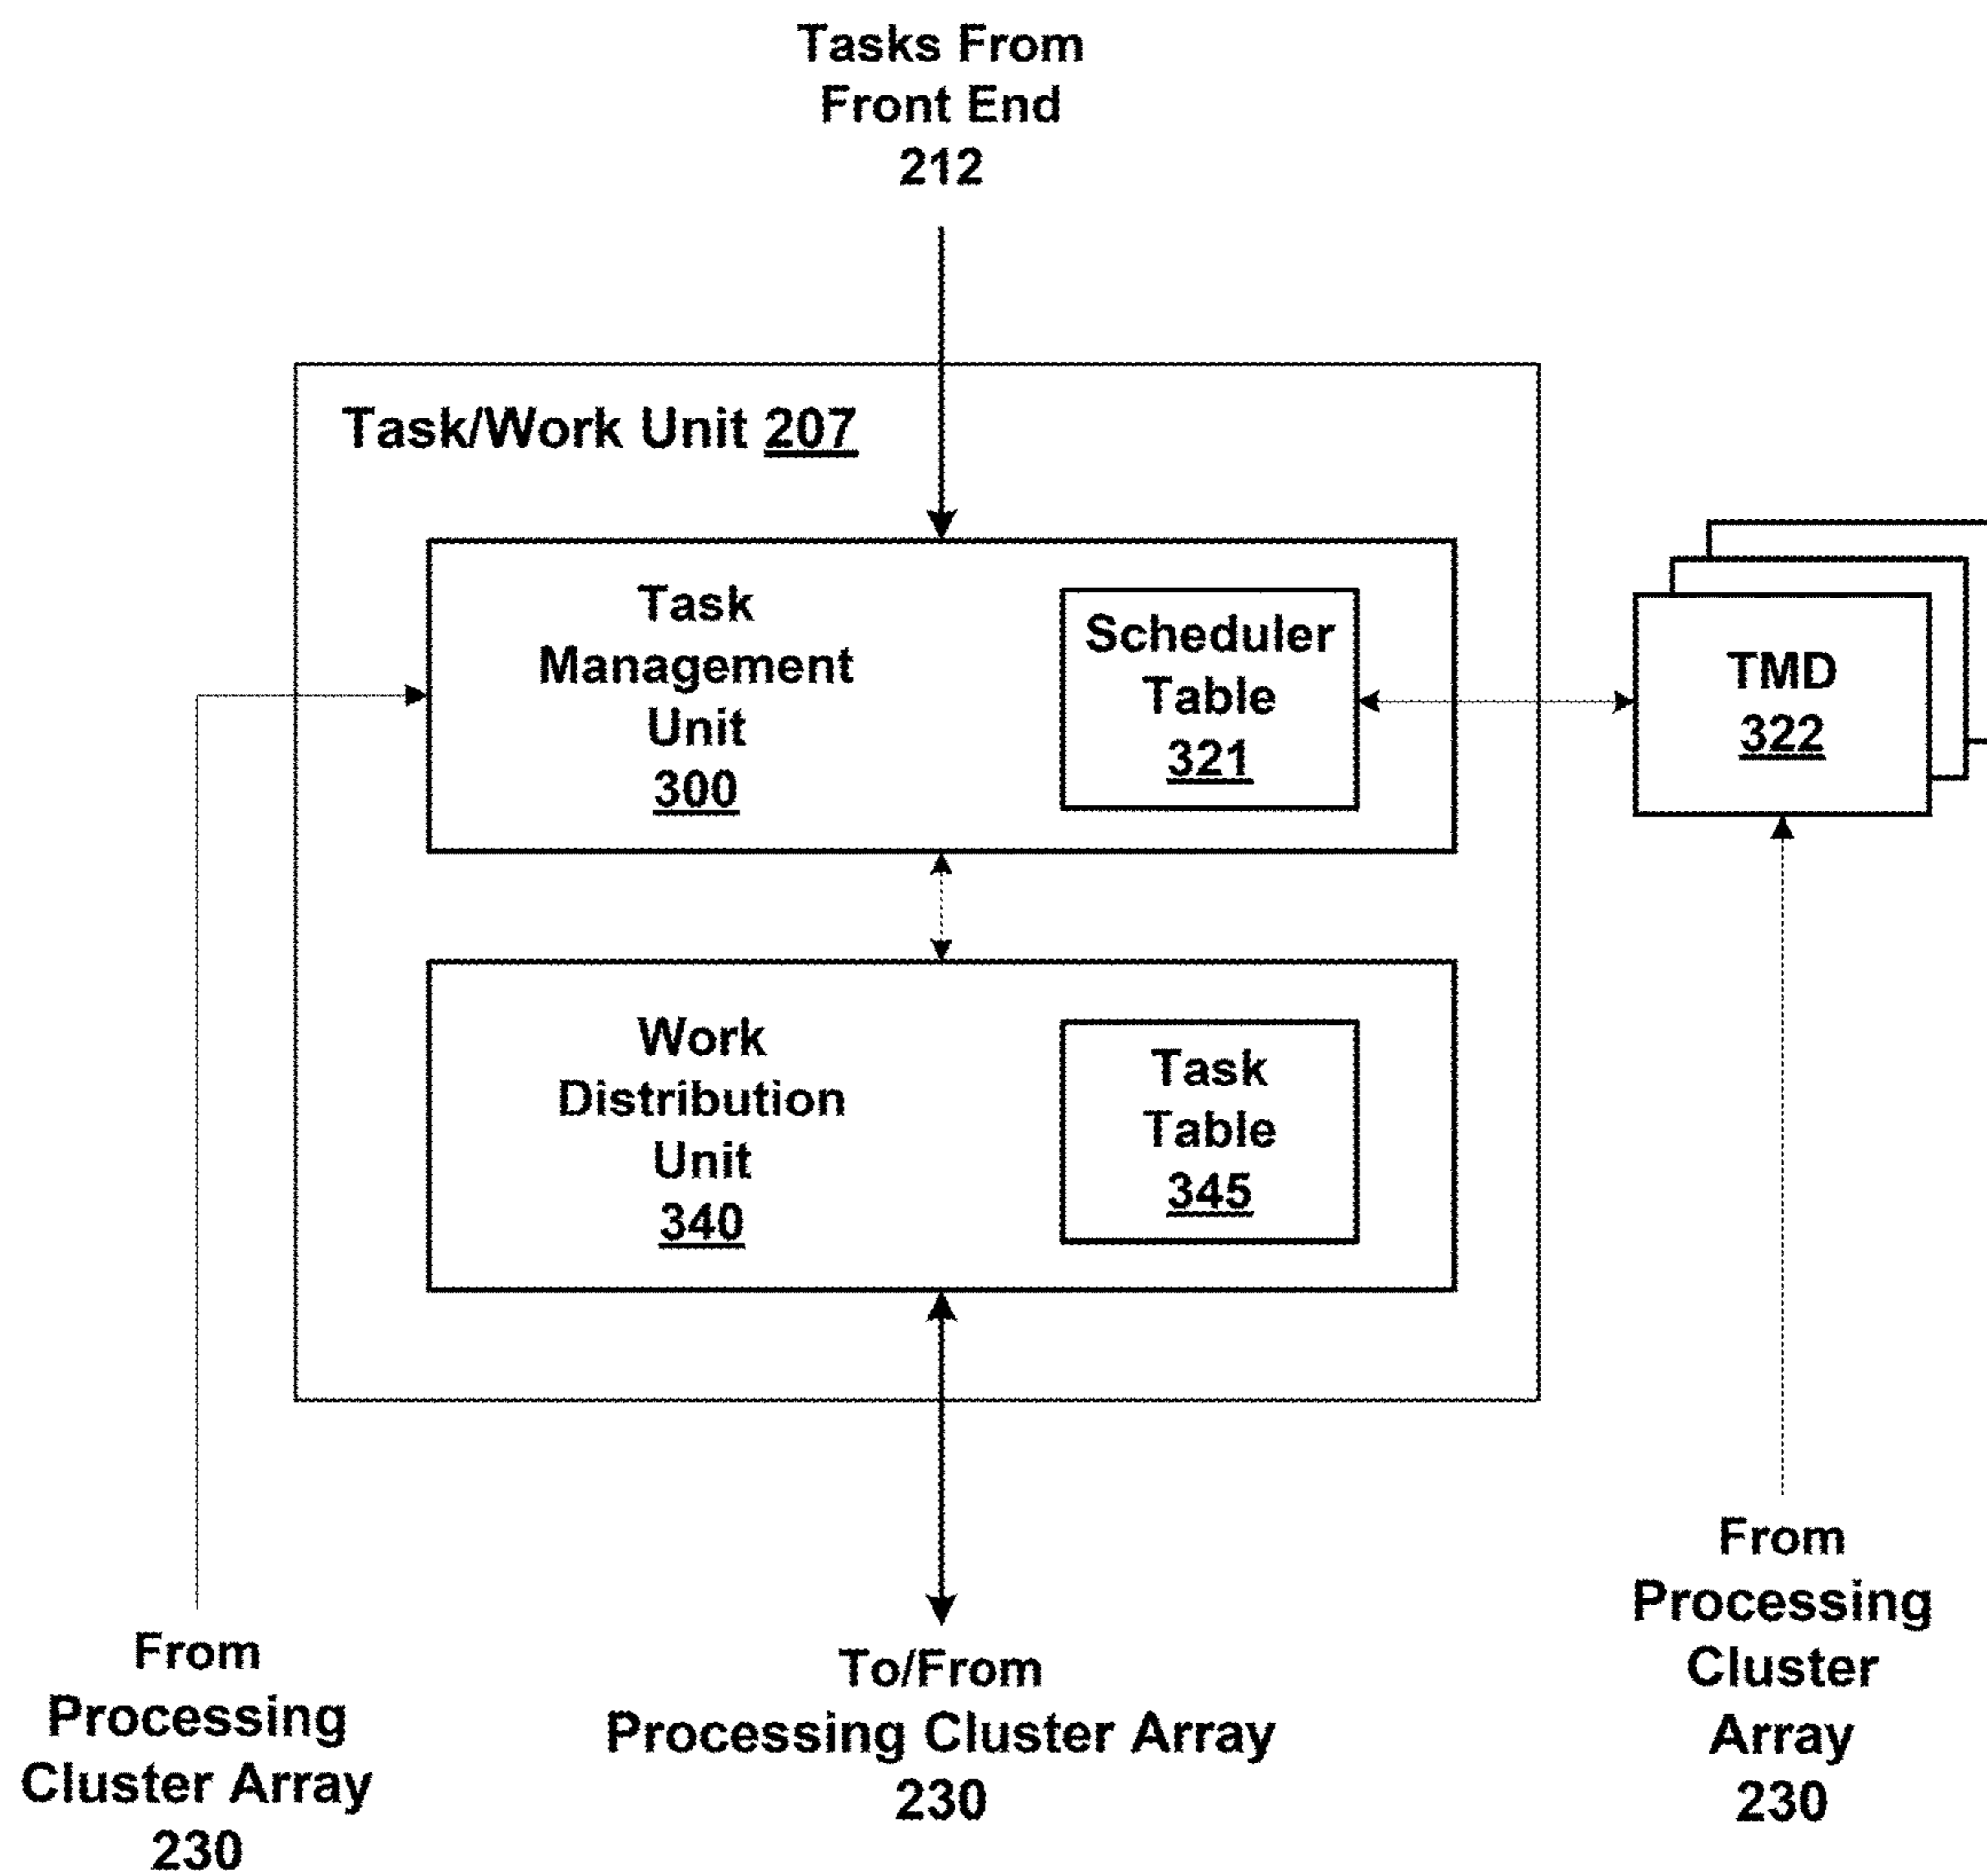 Tasks From
Front End
212
Task/Work Unit 207
Task
Management
Unit
300
Scheduler
Table
321
TMD
322
Work
Distribution
Unit
340
Task
Table
345
From
Processing
Cluster Array
230
To/From
Processing Cluster Array
230
From
Processing
Cluster
Array
230